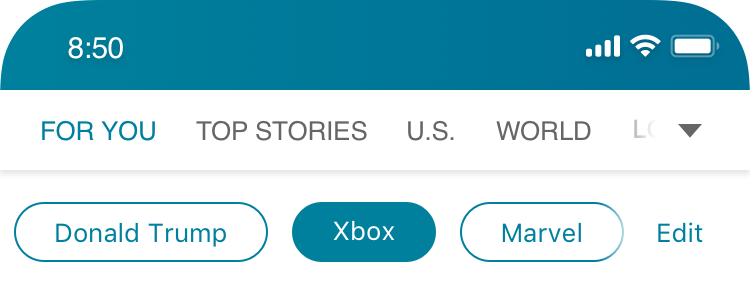 8:50
FOR YOU TOP STORIES U.S. WORLD
Donald Trump Xbox Marvel Edit